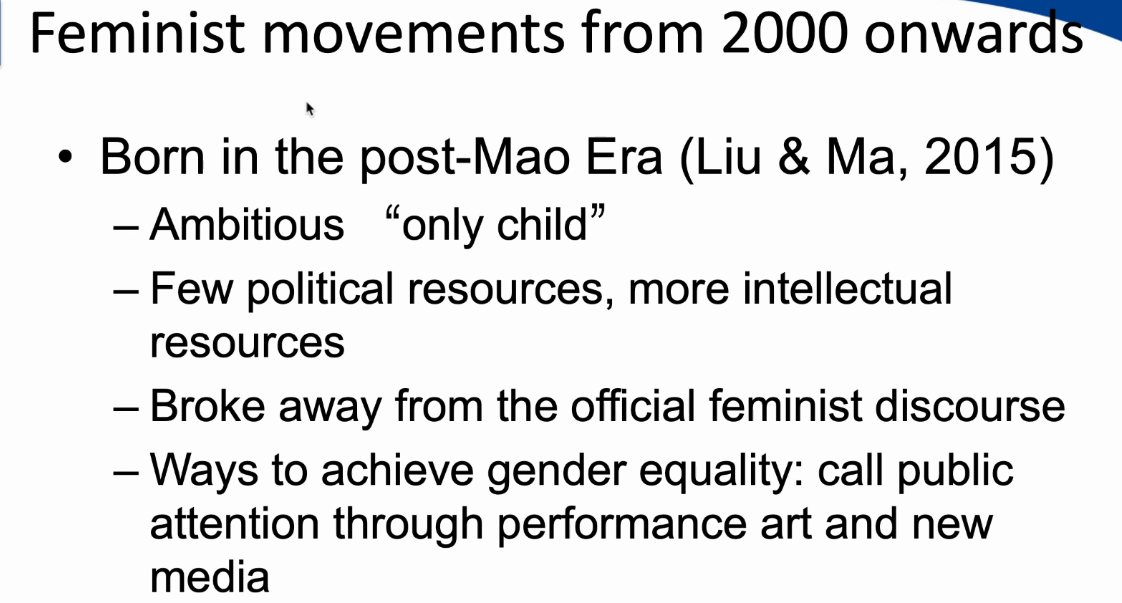 Feminist movements from 2000 onwards
• Born in the post-Mao Era (Liu & Ma, 2015)
– Ambitious “only child”
– Few political resources, more intellectual
resources
– Broke away from the official feminist discourse
– Ways to achieve gender equality: call public
attention through performance art and new
media